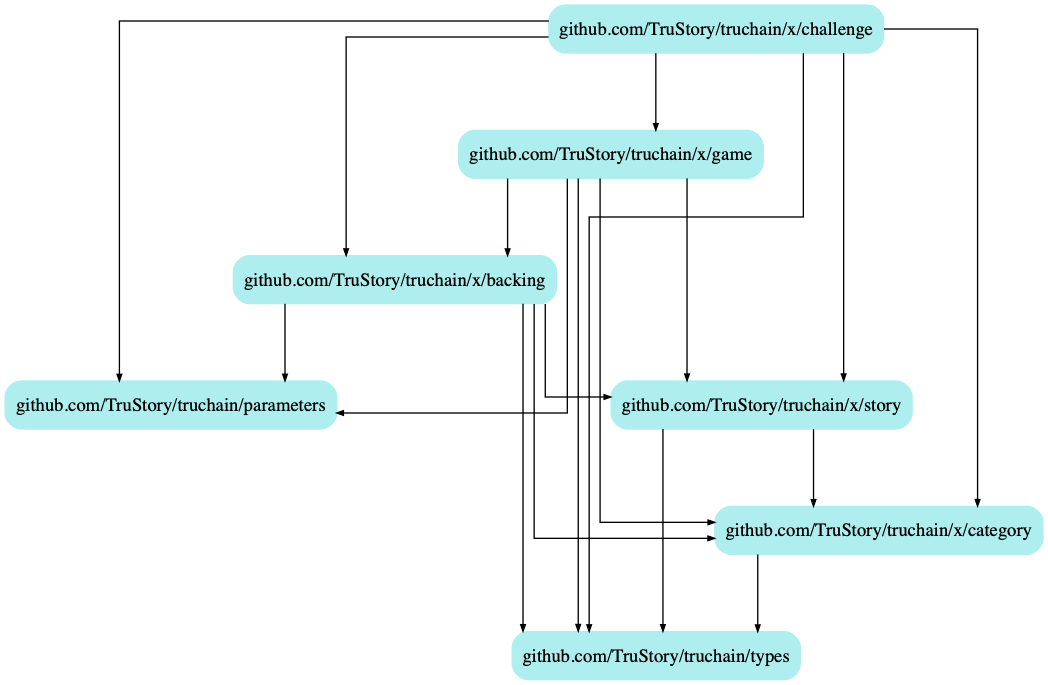 github.com/TruStory/truchain/x/challenge
github.com/TruStory/truchain/x/game
github.com/TruStory/truchain/x/backing
github.com/TruStory/truchain/parameters
github.com/TruStory/truchain/x/story
github.com/TruStory/truchain/x/category
github.com/TruStory/truchain/types